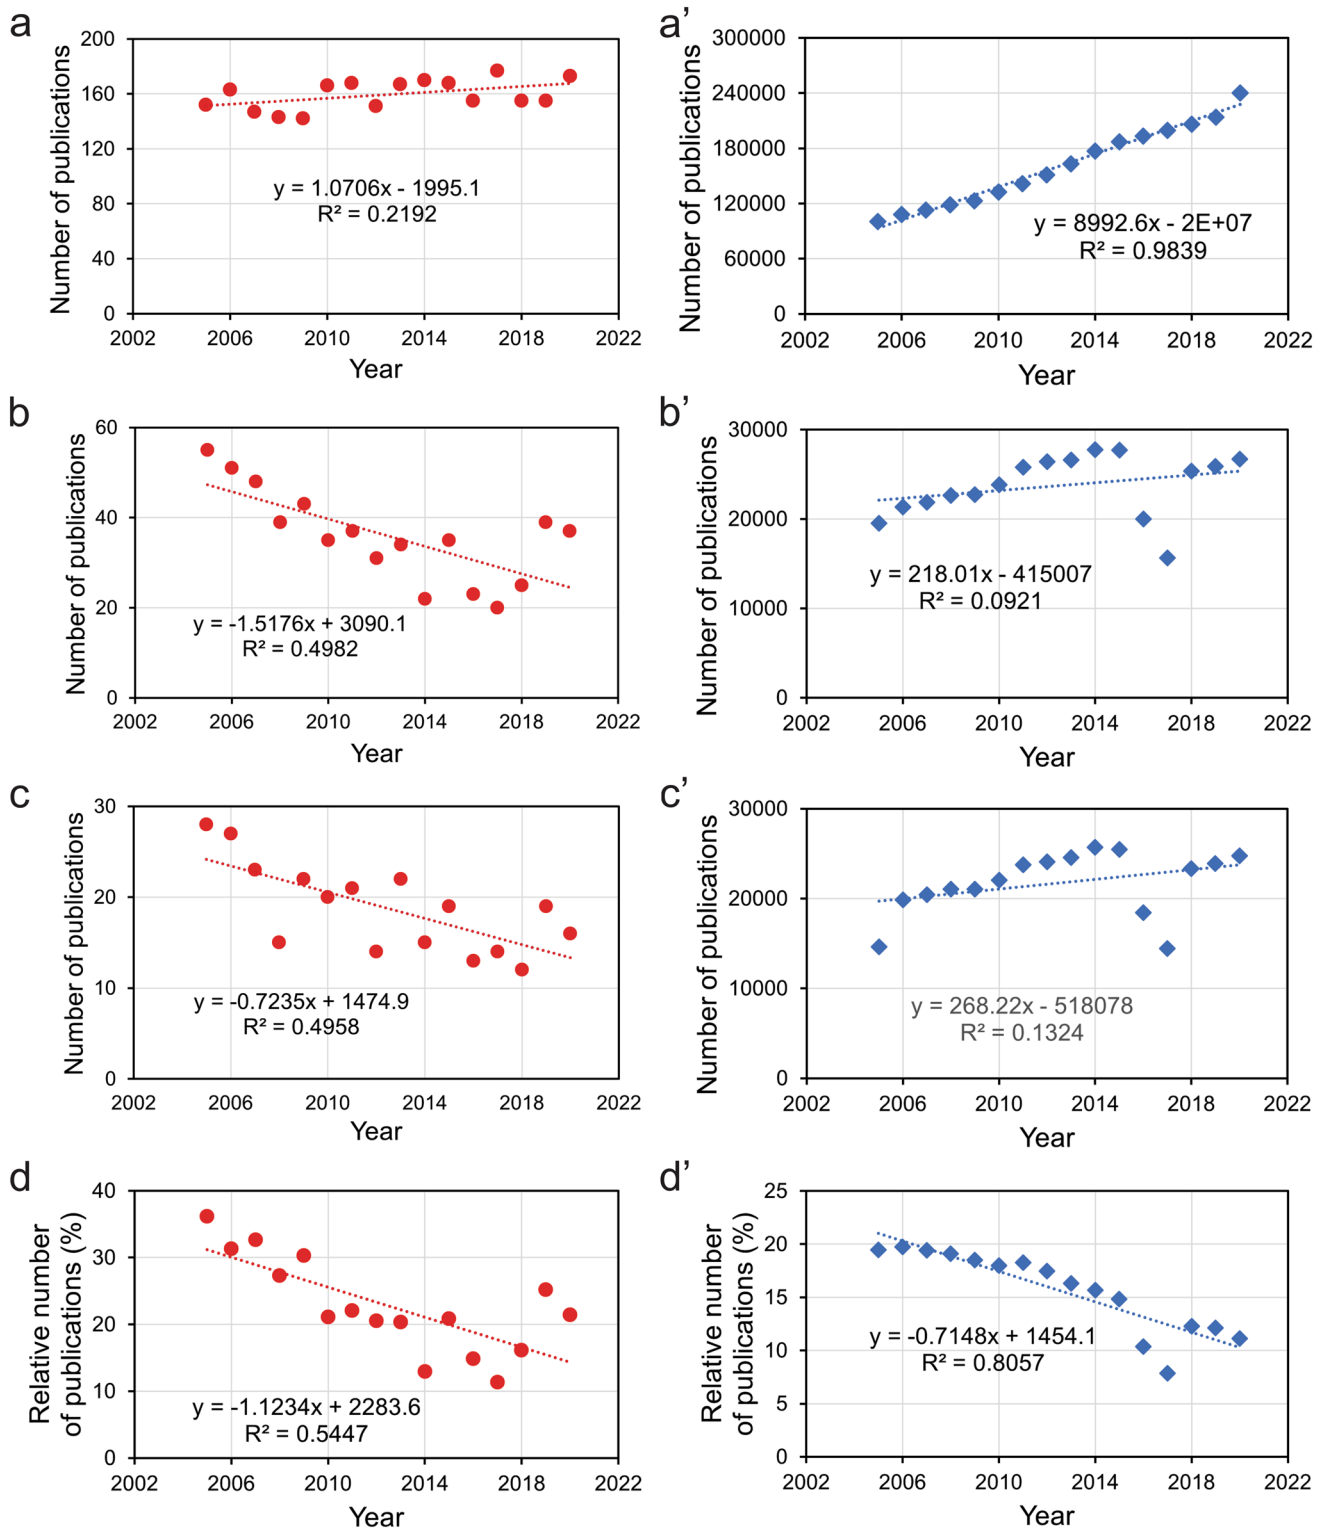 a
200
160
120
80
40
0
Number of publications
y = 1.0706x - 1995.1
R² = 0.2192
2002 2006 2010 2014 2018 2022
Year
a’
300000
240000
180000
120000
60000
0
Number of publications
y = 8992.6x - 2E+07
R² = 0.9839
2002 2006 2010 2014 2018 2022
Year
b
60
40
20
0
Number of publications
y = -1.5176x + 3090.1
R² = 0.4982
2002 2006 2010 2014 2018 2022
Year
b’
30000
20000
10000
0
Number of publications
y = 218.01x - 415007
R² = 0.0921
2002 2006 2010 2014 2018 2022
Year
c
30
20
10
0
Number of publications
y = -0.7235x + 1474.9
R² = 0.4958
2002 2006 2010 2014 2018 2022
Year
c’
30000
20000
10000
0
Number of publications
y = 268.22x - 518078
R² = 0.1324
2002 2006 2010 2014 2018 2022
Year
d
40
30
20
10
0
Relative number
of publications (%)
y = -1.1234x + 2283.6
R² = 0.5447
2002 2006 2010 2014 2018 2022
Year
d’
25
20
15
10
5
0
Relative number
of publications (%)
y = -0.7148x + 1454.1
R² = 0.8057
2002 2006 2010 2014 2018 2022
Year